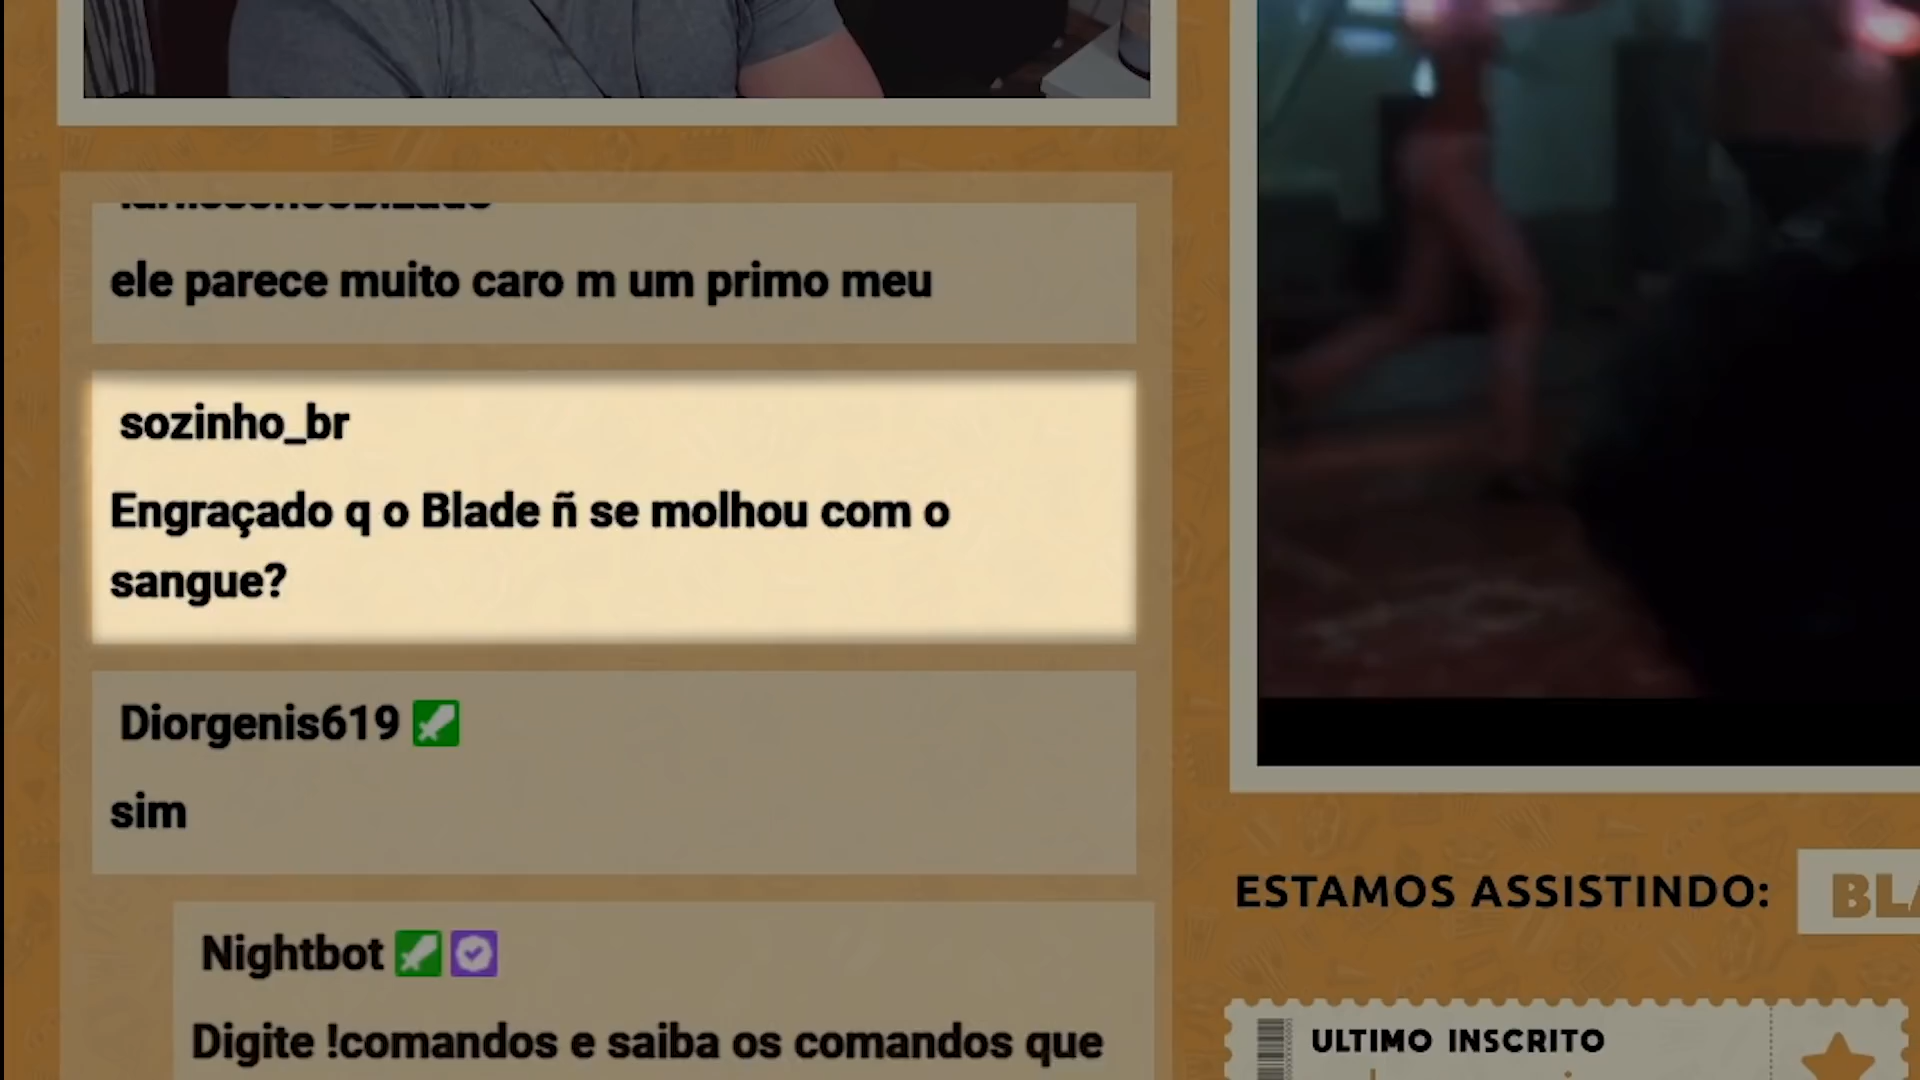 ele parece muito caro m um primo meu
sozinho_br
Engraçado q o Blade ñ se molhou com o
sangue?
Diorgenis619
sim
Nightbot
Digite !comandos e saiba os comandos que
ESTAMOS ASSISTINDO:
ULTIMO INSCRITO